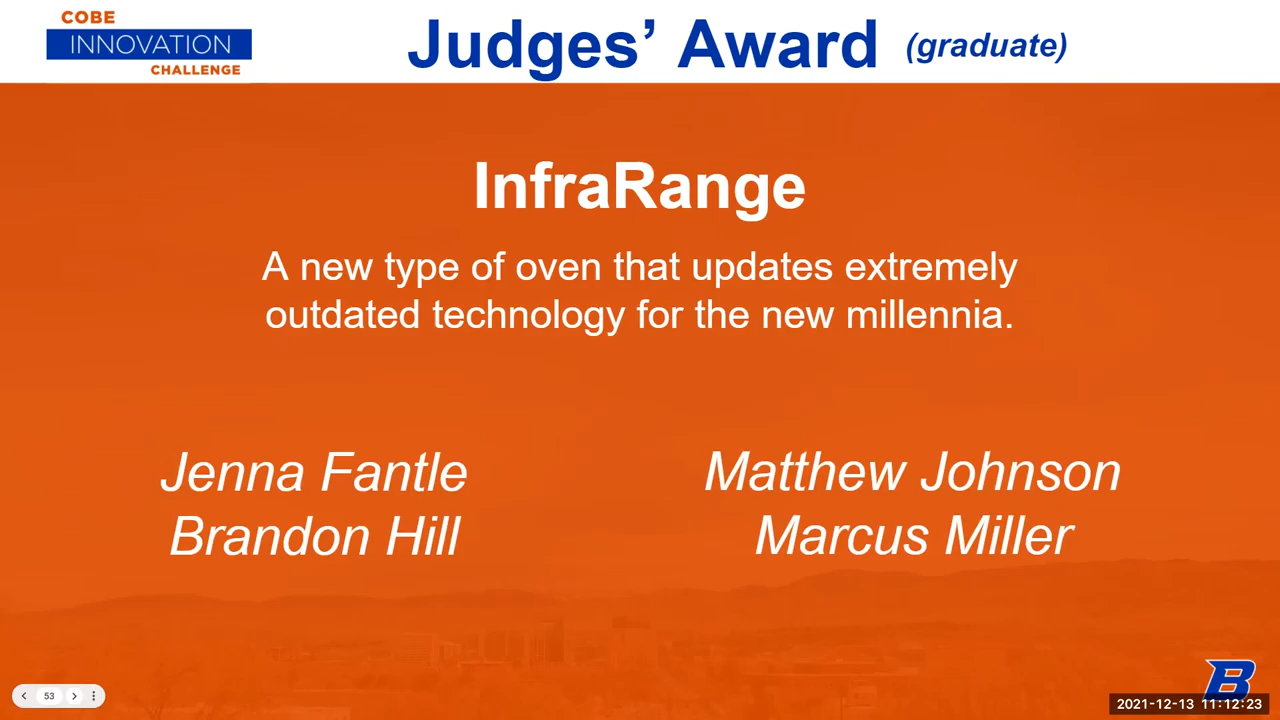 COBE
INNOVATION
CHALLENGE
Judges’ Award (graduate)
InfraRange
A new type of oven that updates extremely
outdated technology for the new millennia.
Jenna Fantle
Brandon Hill
Matthew Johnson
Marcus Miller
53
B
2021-12-13 11:12:23